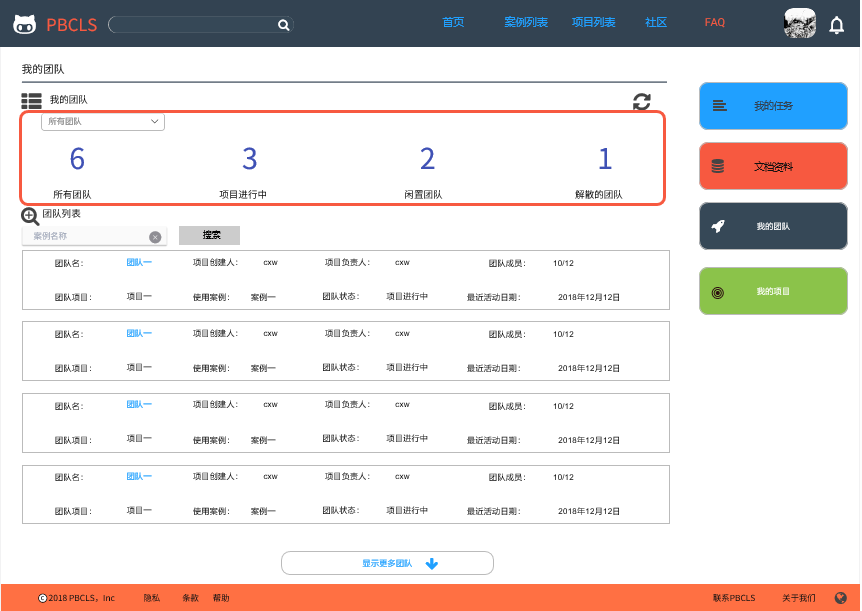 PBCLS 首页 案例列表 项目列表 社区 FAQ
我的团队
我的团队
所有团队
6 3 2 1
所有团队 项目进行中 闲置团队 解散的团队
团队列表
案例名称 搜索
团队名： 团队一 项目创建人： cxw 项目负责人： cxw 团队成员： 10/12
团队项目： 项目一 使用案例： 案例一 团队状态： 项目进行中 最近活动日期： 2018年12月12日
团队名： 团队一 项目创建人： cxw 项目负责人： cxw 团队成员： 10/12
团队项目： 项目一 使用案例： 案例一 团队状态： 项目进行中 最近活动日期： 2018年12月12日
团队名： 团队一 项目创建人： cxw 项目负责人： cxw 团队成员： 10/12
团队项目： 项目一 使用案例： 案例一 团队状态： 项目进行中 最近活动日期： 2018年12月12日
团队名： 团队一 项目创建人： cxw 项目负责人： cxw 团队成员： 10/12
团队项目： 项目一 使用案例： 案例一 团队状态： 项目进行中 最近活动日期： 2018年12月12日
显示更多团队
我的任务
文档资料
我的团队
我的项目
©2018 PBCLS，Inc 隐私 条款 帮助 联系PBCLS 关于我们